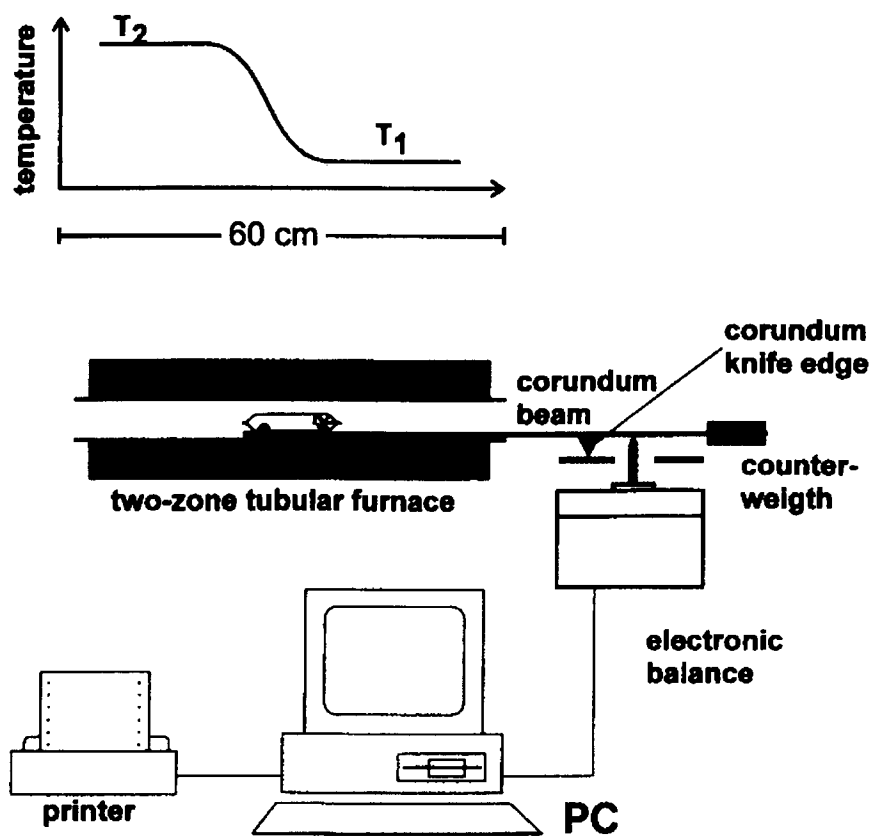 T2
T1
temperature
60 cm
corundum
knife edge
corundum
beam
counter-
weigth
two-zone tubular furnace
electronic
balance
printer
PC